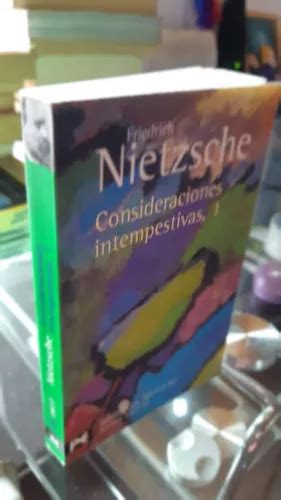 Friedrich
Nietzsche
Consideraciones
intempestivas, 1
Nietzsche